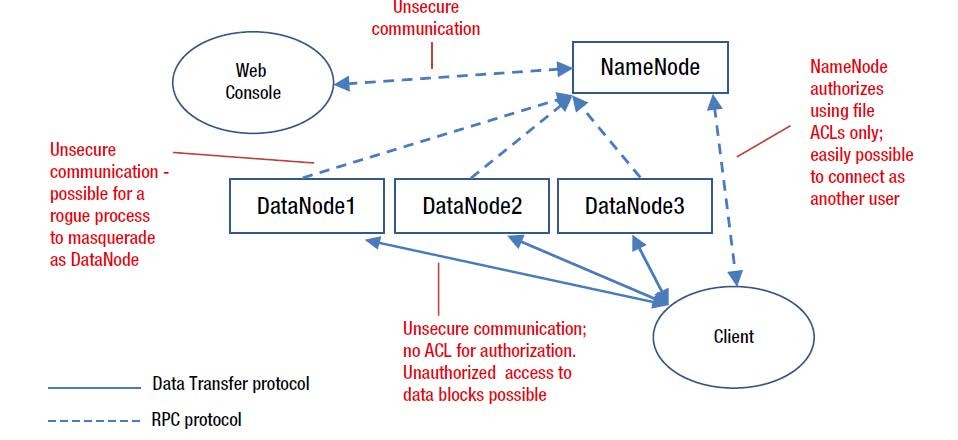 Unsecure
communication
Web
Console
NameNode
NameNode
authorizes
using file
ACLs only;
easily possible
to connect as
another user
Unsecure
communication -
possible for a
rogue process
to masquerade
as DataNode
DataNode1
DataNode2
DataNode3
Unsecure communication;
no ACL for authorization.
Unauthorized access to
data blocks possible
Client
Data Transfer protocol
RPC protocol